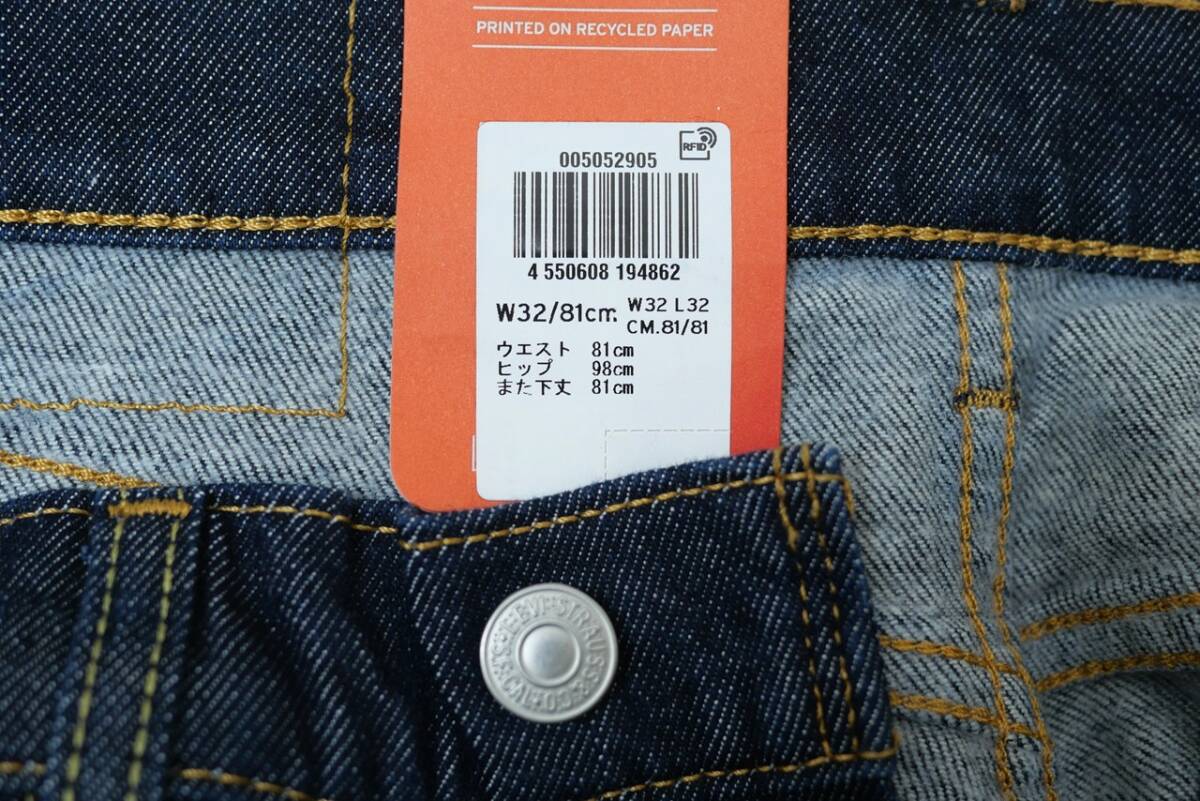 PRINTED ON RECYCLED PAPER
RFID
005052905
4 550608 194862
W32/81cm. W32 L32
CM.81/81
ウエスト 81cm
ヒップ 98cm
また下丈 81cm
LEVI STRAUSS & CO. S.F. CAL